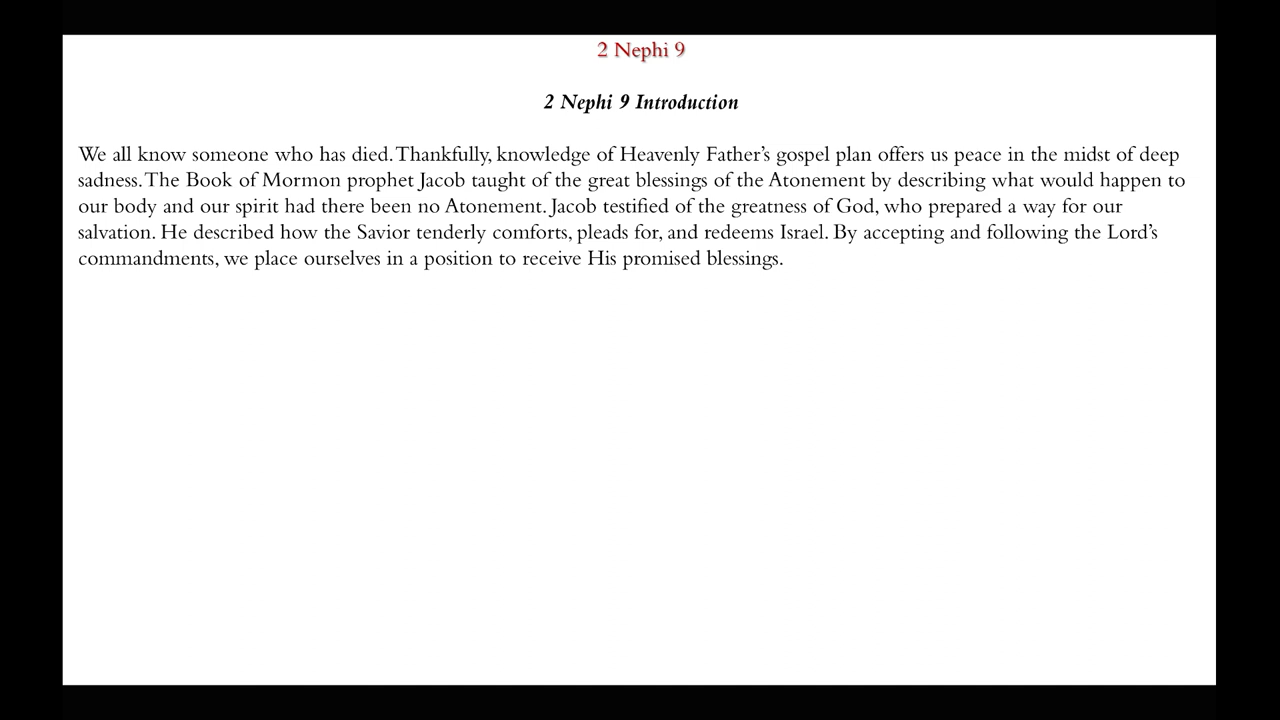 2 Nephi 9
2 Nephi 9 Introduction
We all know someone who has died. Thankfully, knowledge of Heavenly Father’s gospel plan offers us peace in the midst of deep
sadness. The Book of Mormon prophet Jacob taught of the great blessings of the Atonement by describing what would happen to
our body and our spirit had there been no Atonement. Jacob testified of the greatness of God, who prepared a way for our
salvation. He described how the Savior tenderly comforts, pleads for, and redeems Israel. By accepting and following the Lord’s
commandments, we place ourselves in a position to receive His promised blessings.